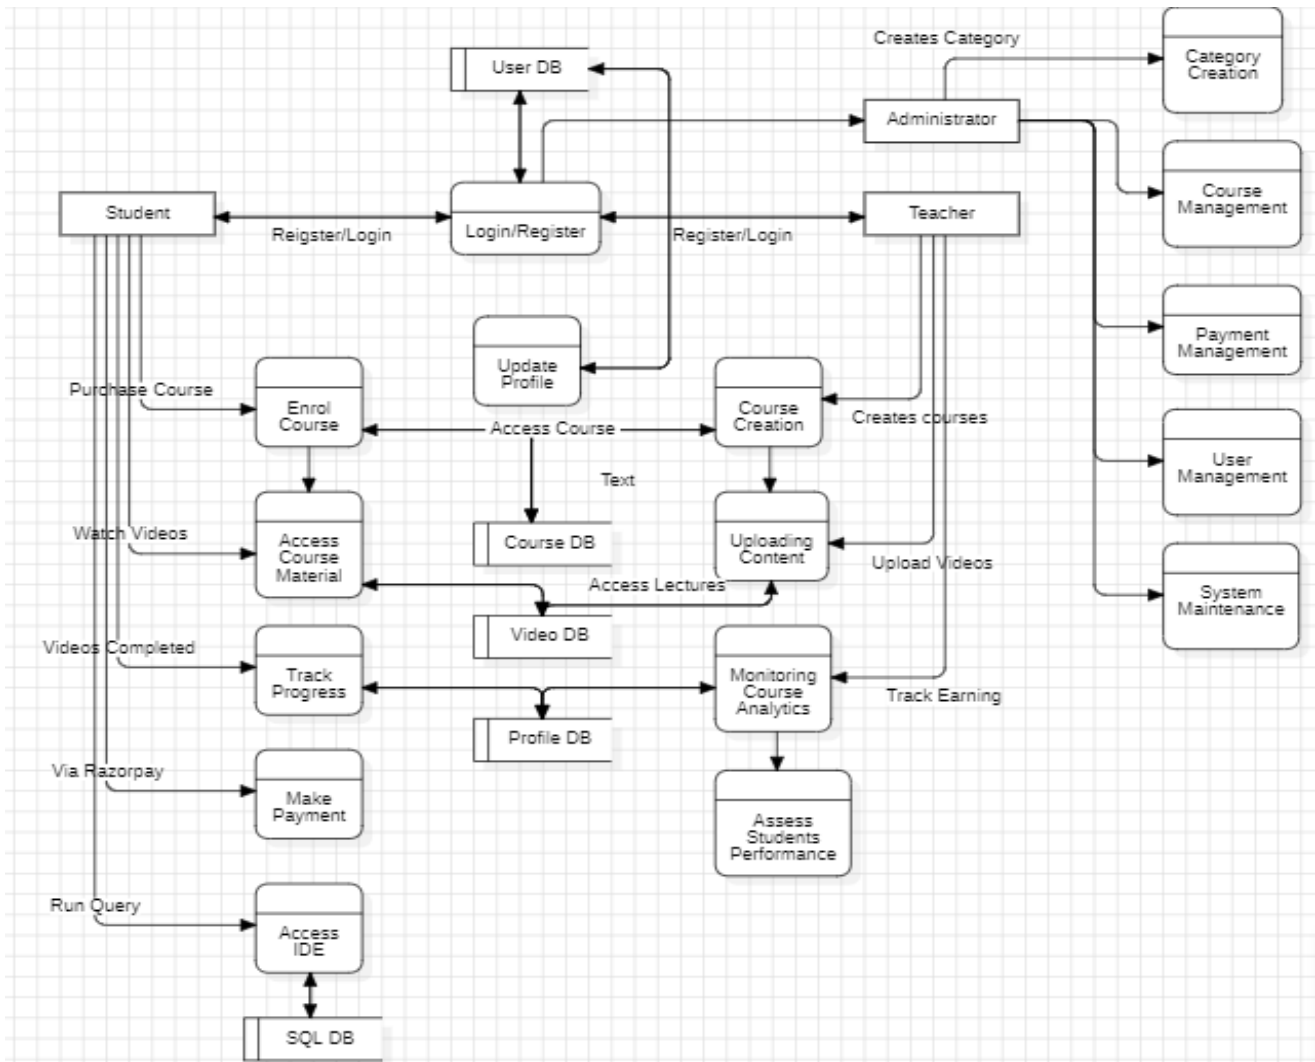 Creates Category
Category
Creation
User DB
Administrator
Course
Management
Student
Reigster/Login
Login/Register
Register/Login
Teacher
Payment
Management
Update
Profile
Purchase Course
Enrol
Course
Access Course
Course
Creation
Creates courses
User
Management
Text
Watch Videos
Access
Course
Material
Course DB
Uploading
Content
Upload Videos
Access Lectures
System
Maintenance
Video DB
Videos Completed
Track
Progress
Monitoring
Course
Analytics
Track Earning
Profile DB
Via Razorpay
Make
Payment
Assess
Students
Performance
Run Query
Access
IDE
SQL DB